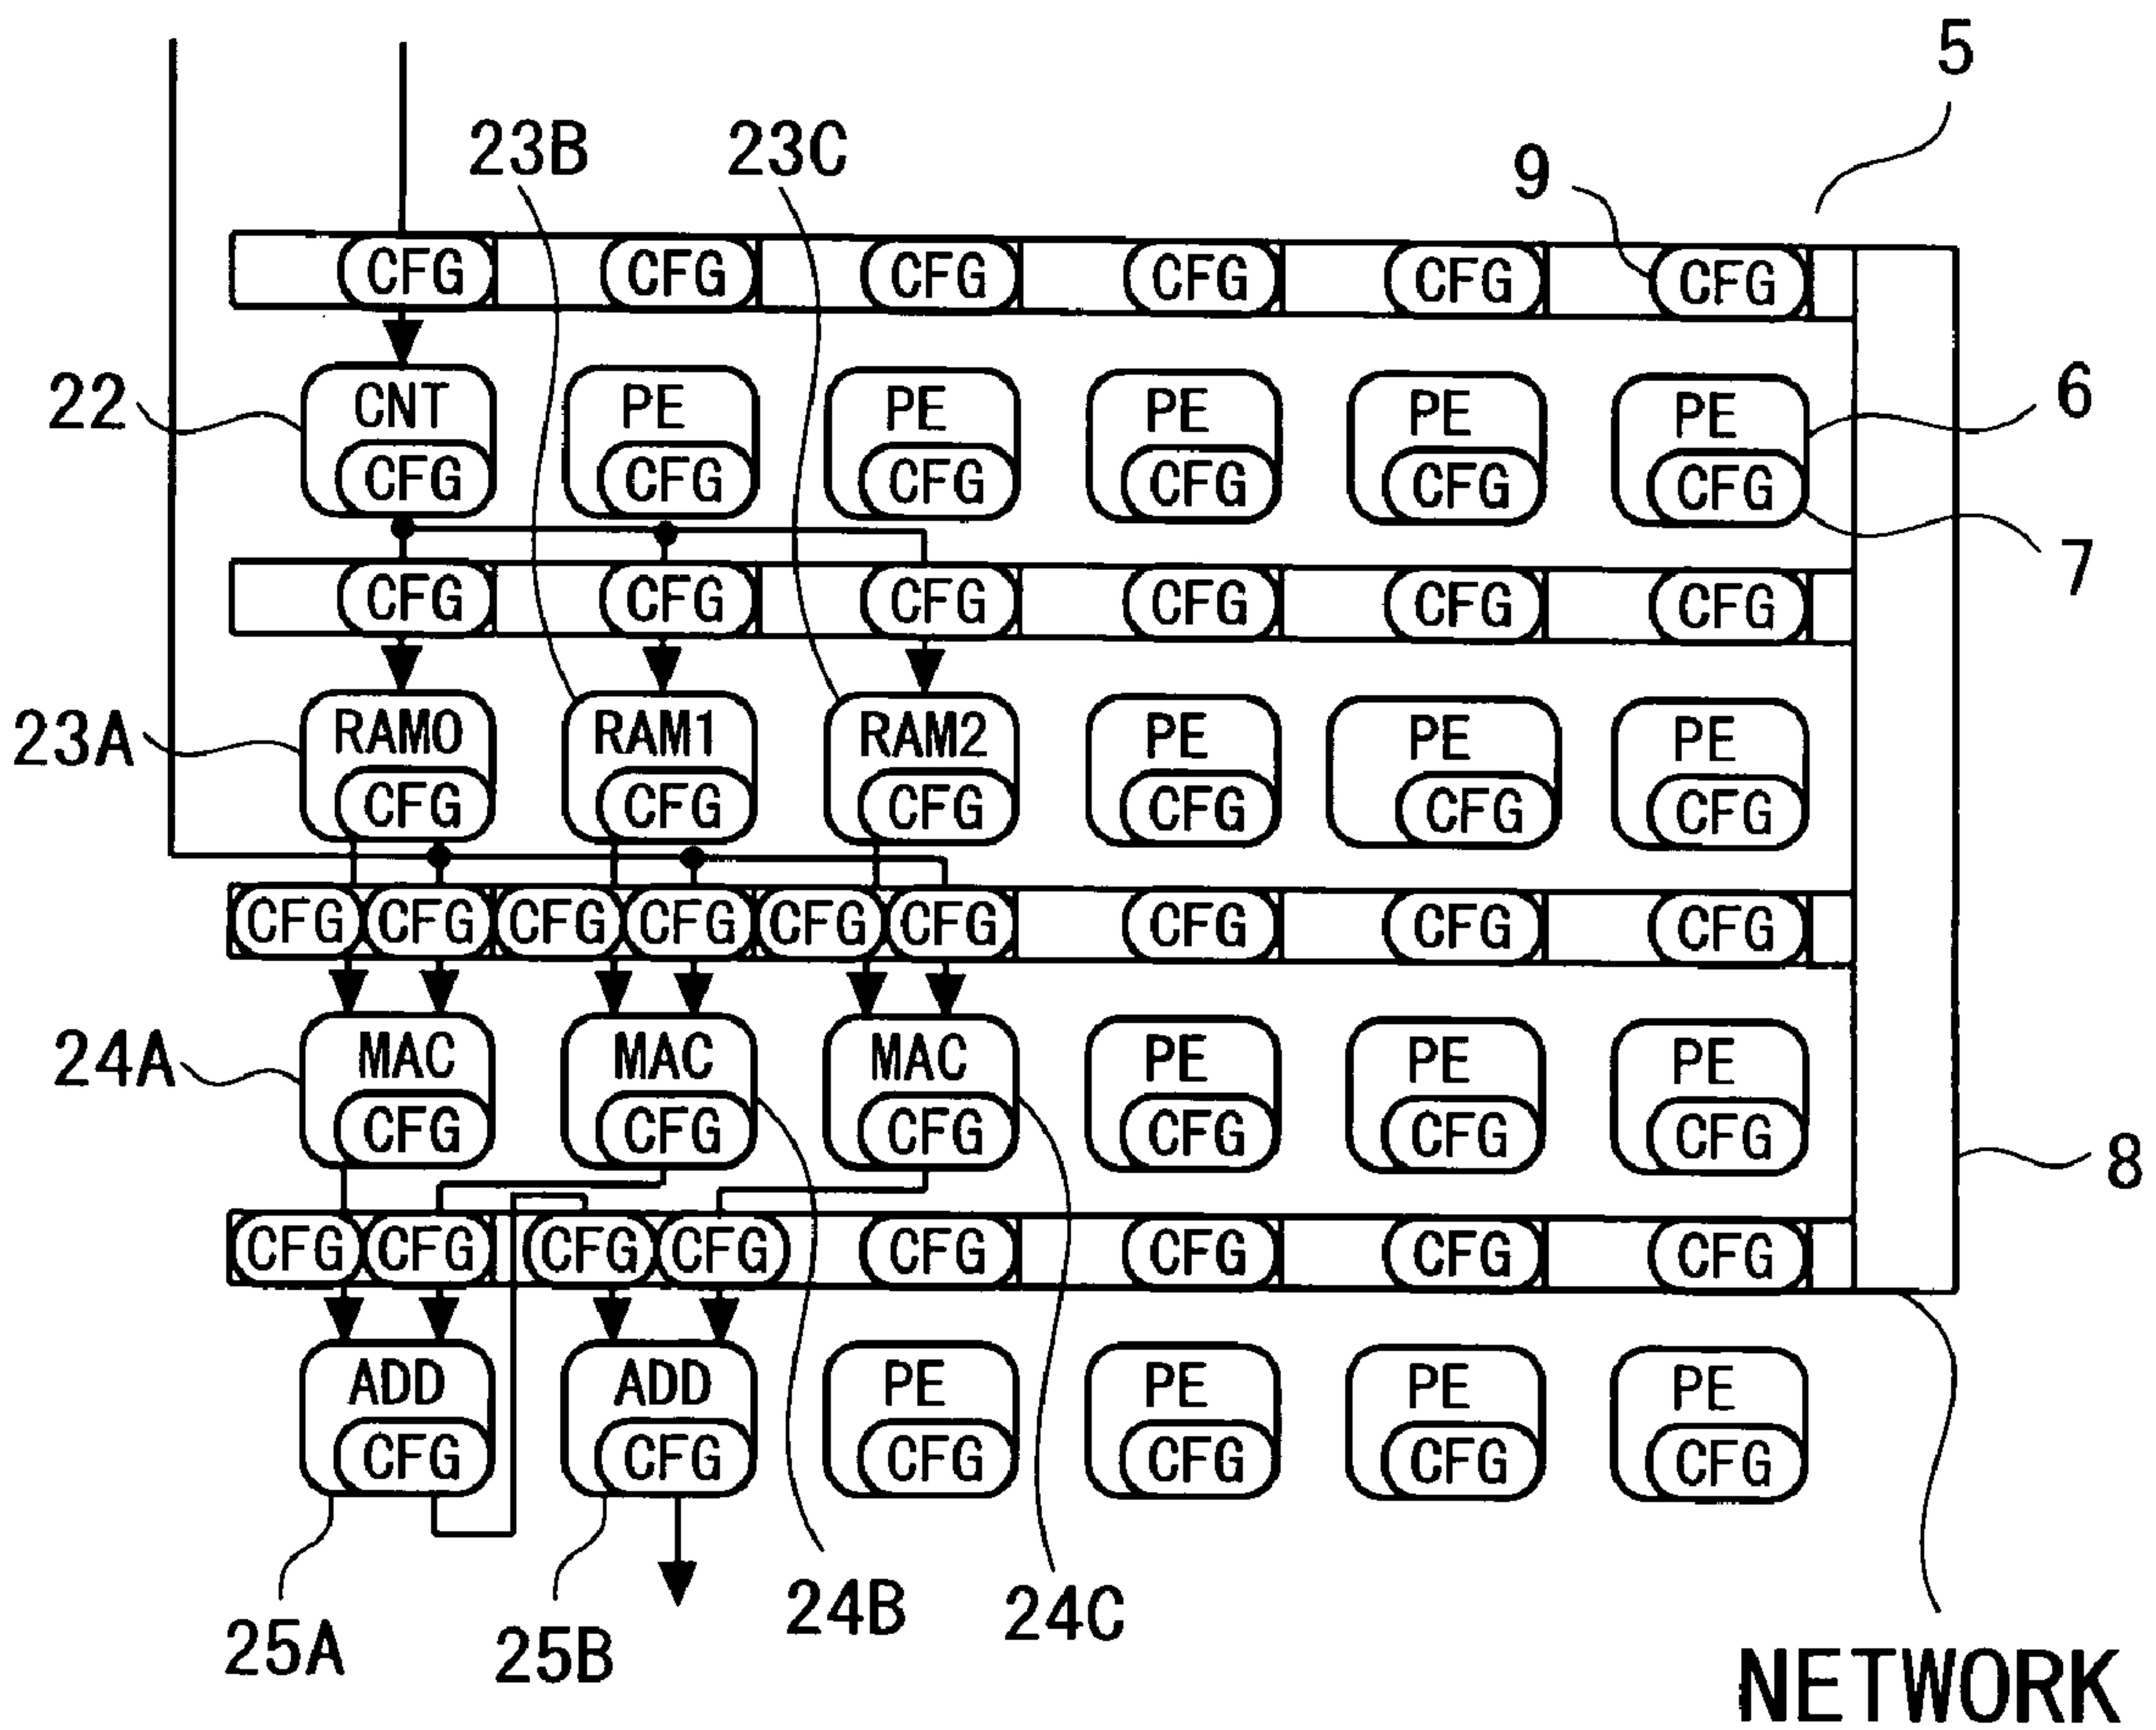 5
23B 23C 9
CFG CFG CFG CFG CFG CFG
22 CNT PE PE PE PE PE 6
CFG CFG CFG CFG CFG CFG
7
CFG CFG CFG CFG CFG CFG
23A RAM0 RAM1 RAM2 PE PE PE
CFG CFG CFG CFG CFG CFG
CFG CFG CFG CFG CFG CFG CFG CFG CFG
24A MAC MAC MAC PE PE PE
CFG CFG CFG CFG CFG CFG
8
CFG CFG CFG CFG CFG CFG CFG CFG
ADD ADD PE PE PE PE
CFG CFG CFG CFG CFG CFG
25A 25B 24B 24C
NETWORK